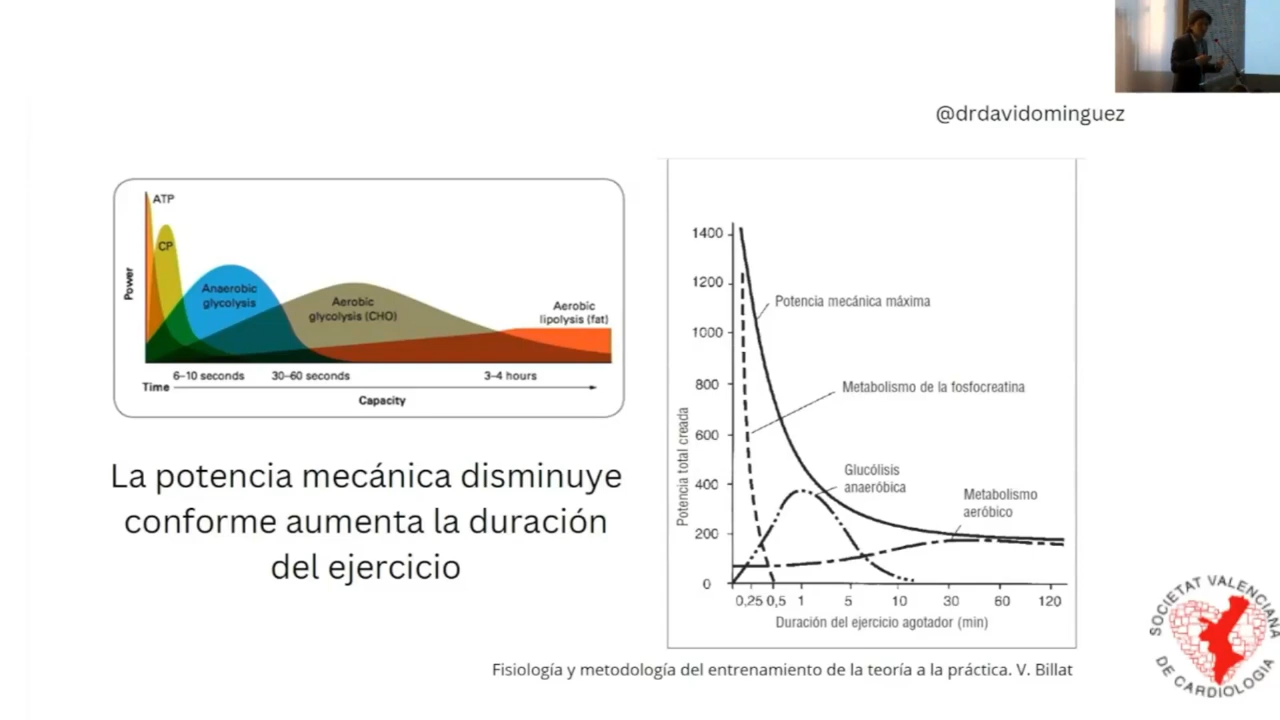 @drdavidominguez
ATP
CP
Anaerobic
glycolysis
Aerobic
glycolysis (CHO)
Aerobic
lipolysis (fat)
Power
6–10 seconds
30–60 seconds
3–4 hours
Time
Capacity
La potencia mecánica disminuye
conforme aumenta la duración
del ejercicio
1400
1200
1000
800
600
400
200
0
Potencia total creada
Potencia mecánica máxima
Metabolismo de la fosfocreatina
Glucólisis
anaeróbica
Metabolismo
aeróbico
0,25 0,5 1 5 10 30 60 120
Duración del ejercicio agotador (min)
Fisiología y metodología del entrenamiento de la teoría a la práctica. V. Billat
SOCIETAT VALENCIANA
DE CARDIOLOGIA